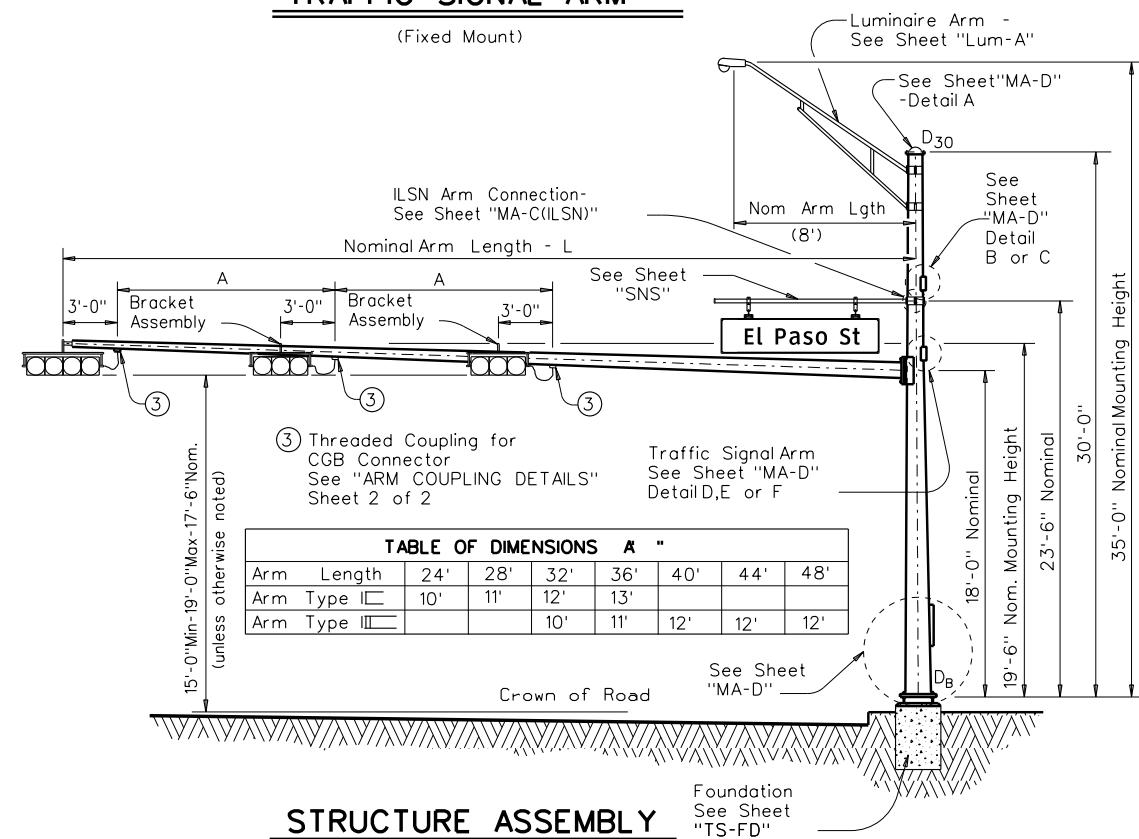 TRAFFIC SIGNAL ARM
(Fixed Mount)
Luminaire Arm -
See Sheet "Lum-A"
See Sheet"MA-D"
-Detail A
D30
ILSN Arm Connection-
See Sheet "MA-C(ILSN)"
Nom Arm Lgth
(8')
See
Sheet
"MA-D"
Detail
B or C
Nominal Arm Length - L
See Sheet
"SNS"
A
A
3'-0"
Bracket
Assembly
3'-0"
Bracket
Assembly
3'-0"
El Paso St
3
3
3
3 Threaded Coupling for
CGB Connector
See "ARM COUPLING DETAILS"
Sheet 2 of 2
Traffic Signal Arm
See Sheet "MA-D"
Detail D,E or F
15'-0"Min-19'-0"Max-17'-6"Nom.
(unless otherwise noted)
18'-0" Nominal
19'-6" Nom. Mounting Height
23'-6" Nominal
30'-0"
35'-0" Nominal Mounting Height
TABLE OF DIMENSIONS A' "
Arm Length 24' 28' 32' 36' 40' 44' 48'
Arm Type I 10' 11' 12' 13'
Arm Type II 10' 11' 12' 12' 12'
See Sheet
"MA-D"
DB
Crown of Road
Foundation
See Sheet
"TS-FD"
STRUCTURE ASSEMBLY